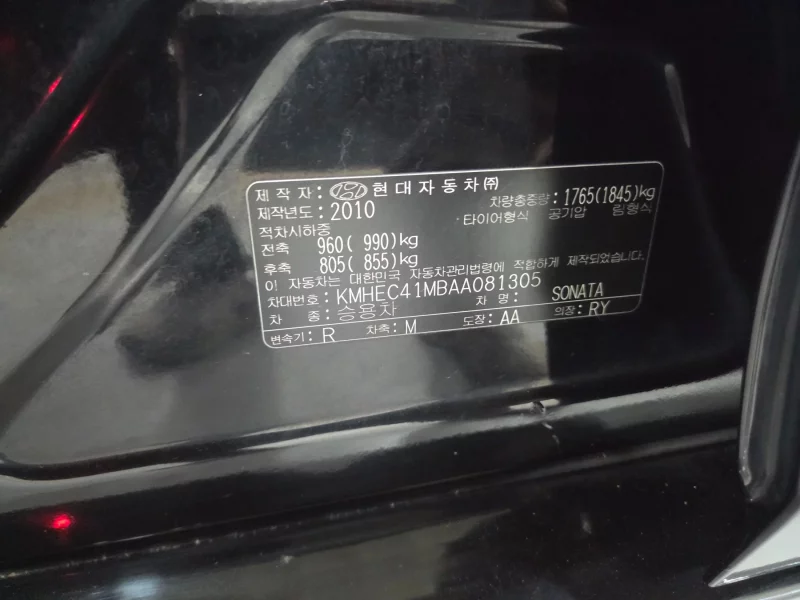 제 작 자 : 현대자동차㈜
차량총중량 : 1765(1845)kg
제작년도 : 2010
타이어형식 공기압 림형식
적차시하중
전축 960( 990)kg
후축 805( 855)kg
이 자동차는 대한민국 자동차관리법령에 적합하게 제작되었습니다.
차대번호 : KMHEC41MBAA081305
차 명 : SONATA
차 종 : 승용차
변속기 : R 차축 : M 도장 : AA 의장 : RY